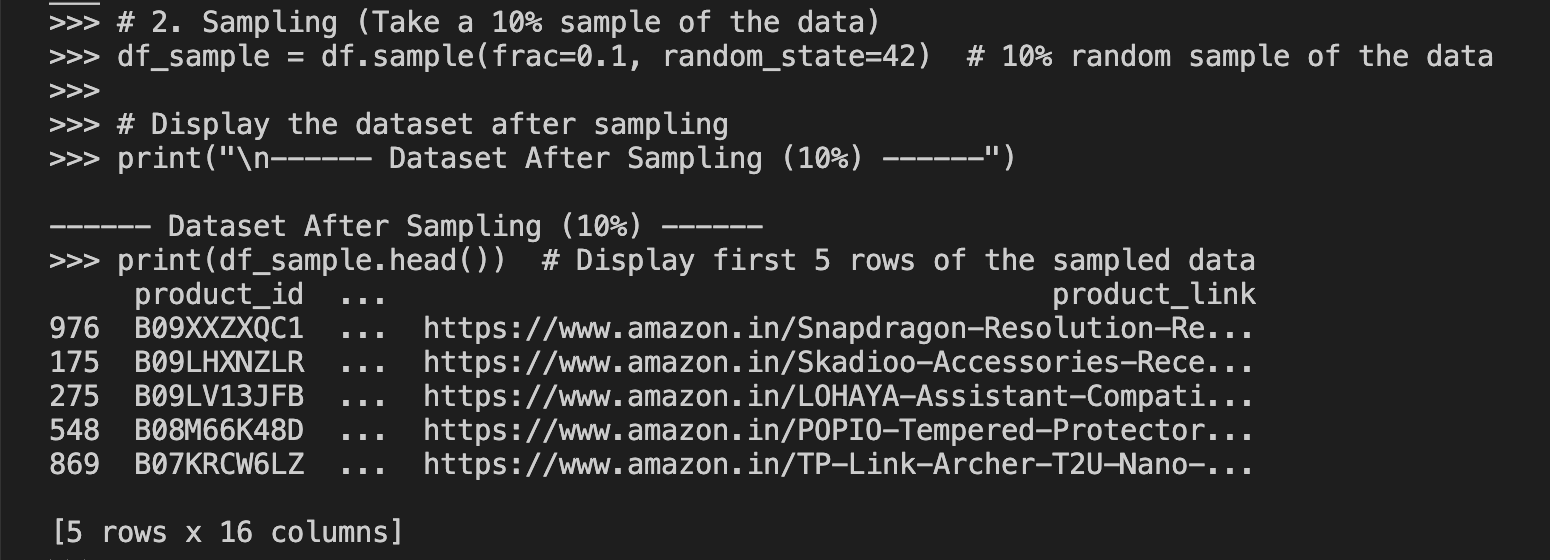 >>> # 2. Sampling (Take a 10% sample of the data)
>>> df_sample = df.sample(frac=0.1, random_state=42)  # 10% random sample of the data
>>>
>>> # Display the dataset after sampling
>>> print("\n------ Dataset After Sampling (10%) ------")

------ Dataset After Sampling (10%) ------
>>> print(df_sample.head())  # Display first 5 rows of the sampled data
     product_id  ...                                       product_link
976  B09XXZXQC1  ...  https://www.amazon.in/Snapdragon-Resolution-Re...
175  B09LHXNZLR  ...  https://www.amazon.in/Skadioo-Accessories-Rece...
275  B09LV13JFB  ...  https://www.amazon.in/LOHAYA-Assistant-Compati...
548  B08M66K48D  ...  https://www.amazon.in/POPIO-Tempered-Protector...
869  B07KRCW6LZ  ...  https://www.amazon.in/TP-Link-Archer-T2U-Nano-...

[5 rows x 16 columns]